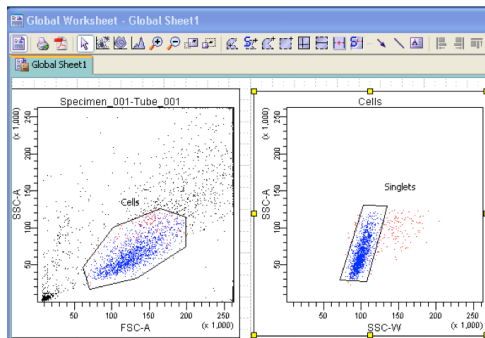 Global Worksheet - Global Sheet1
Global Sheet1
Specimen_001-Tube_001
SSC-A
(x 1,000)
50 100 150 200 250
Cells
50 100 150 200 250
FSC-A
(x 1,000)
Cells
SSC-A
(x 1,000)
50 100 150 200 250
Singlets
50 100 150 200 250
SSC-W
(x 1,000)